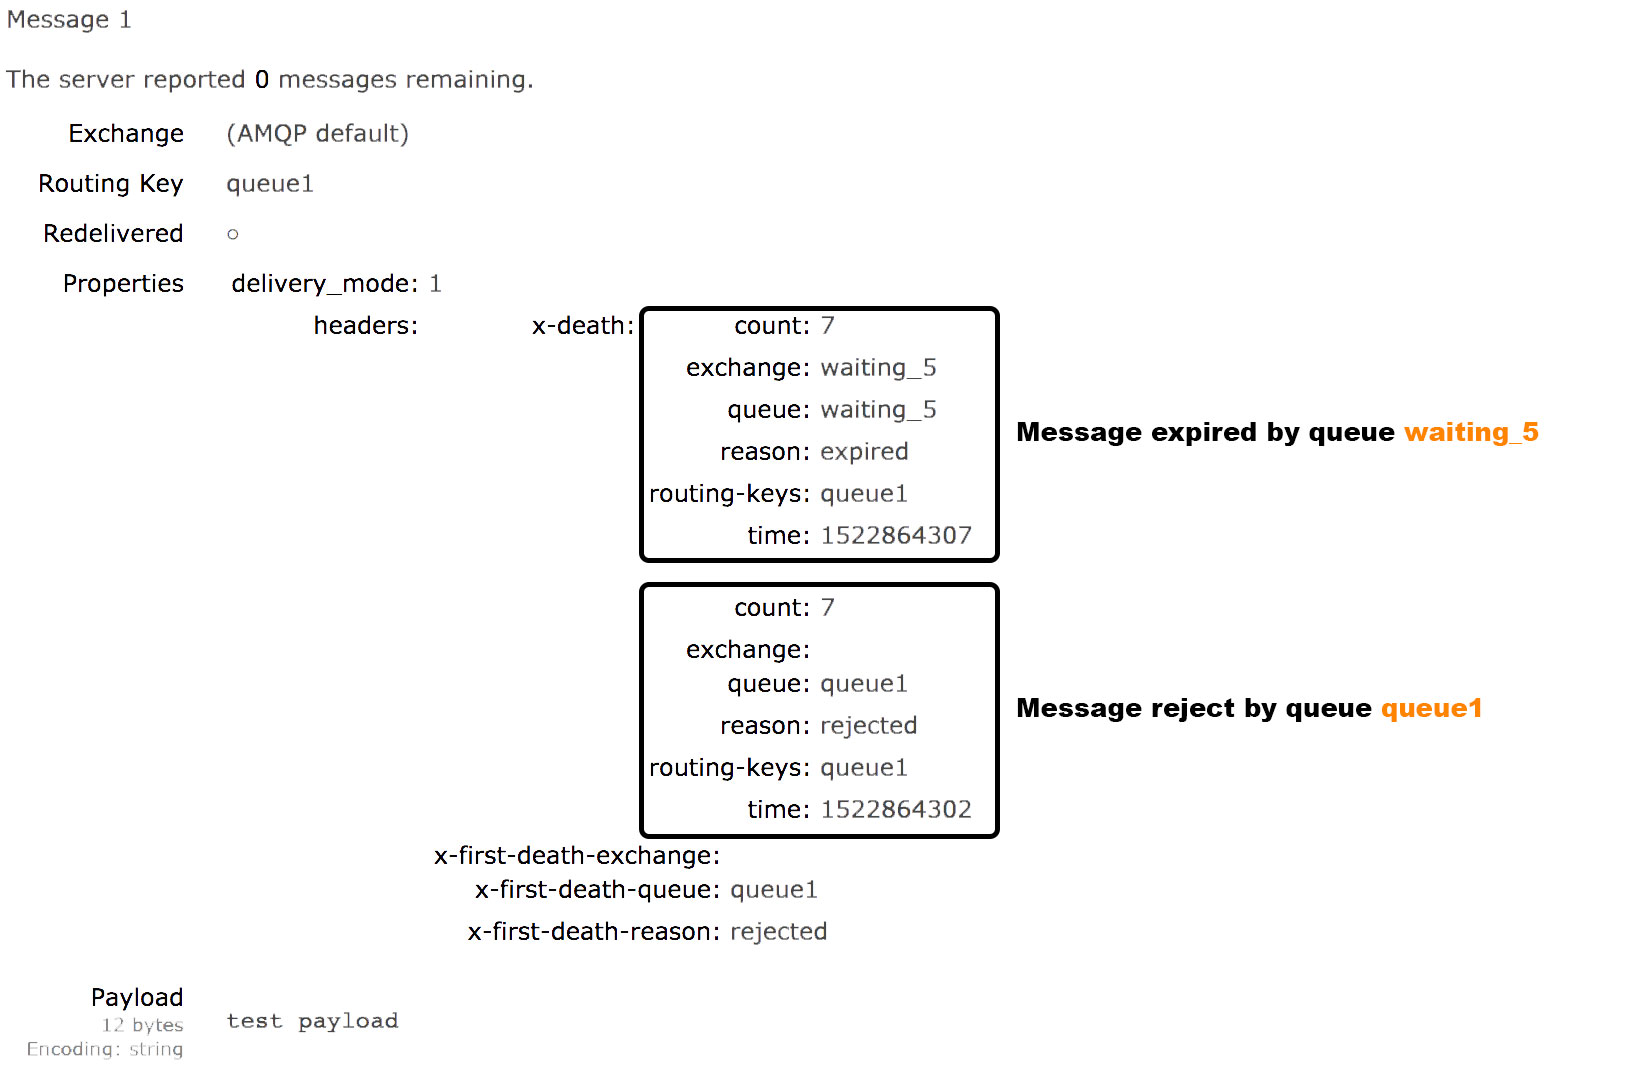 Message 1
The server reported 0 messages remaining.
Exchange (AMQP default)
Routing Key queue1
Redelivered ○
Properties delivery_mode: 1
headers: x-death: count: 7
exchange: waiting_5
queue: waiting_5
Message expired by queue waiting_5
reason: expired
routing-keys: queue1
time: 1522864307
count: 7
exchange:
queue: queue1
Message reject by queue queue1
reason: rejected
routing-keys: queue1
time: 1522864302
x-first-death-exchange:
x-first-death-queue: queue1
x-first-death-reason: rejected
Payload
12 bytes
Encoding: string
test payload